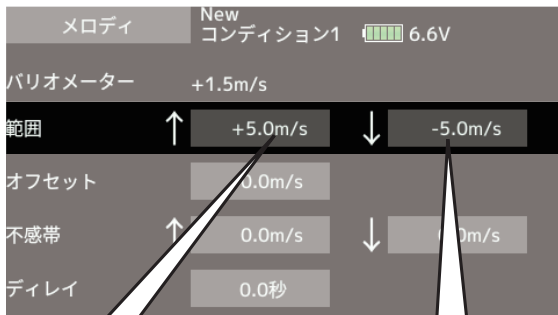 メロディ
New
コンディション1 6.6V
バリオメーター +1.5m/s
範囲 ↑ +5.0m/s ↓ -5.0m/s
オフセット 0.0m/s
不感帯 ↑ 0.0m/s ↓ 0.0m/s
ディレイ 0.0秒